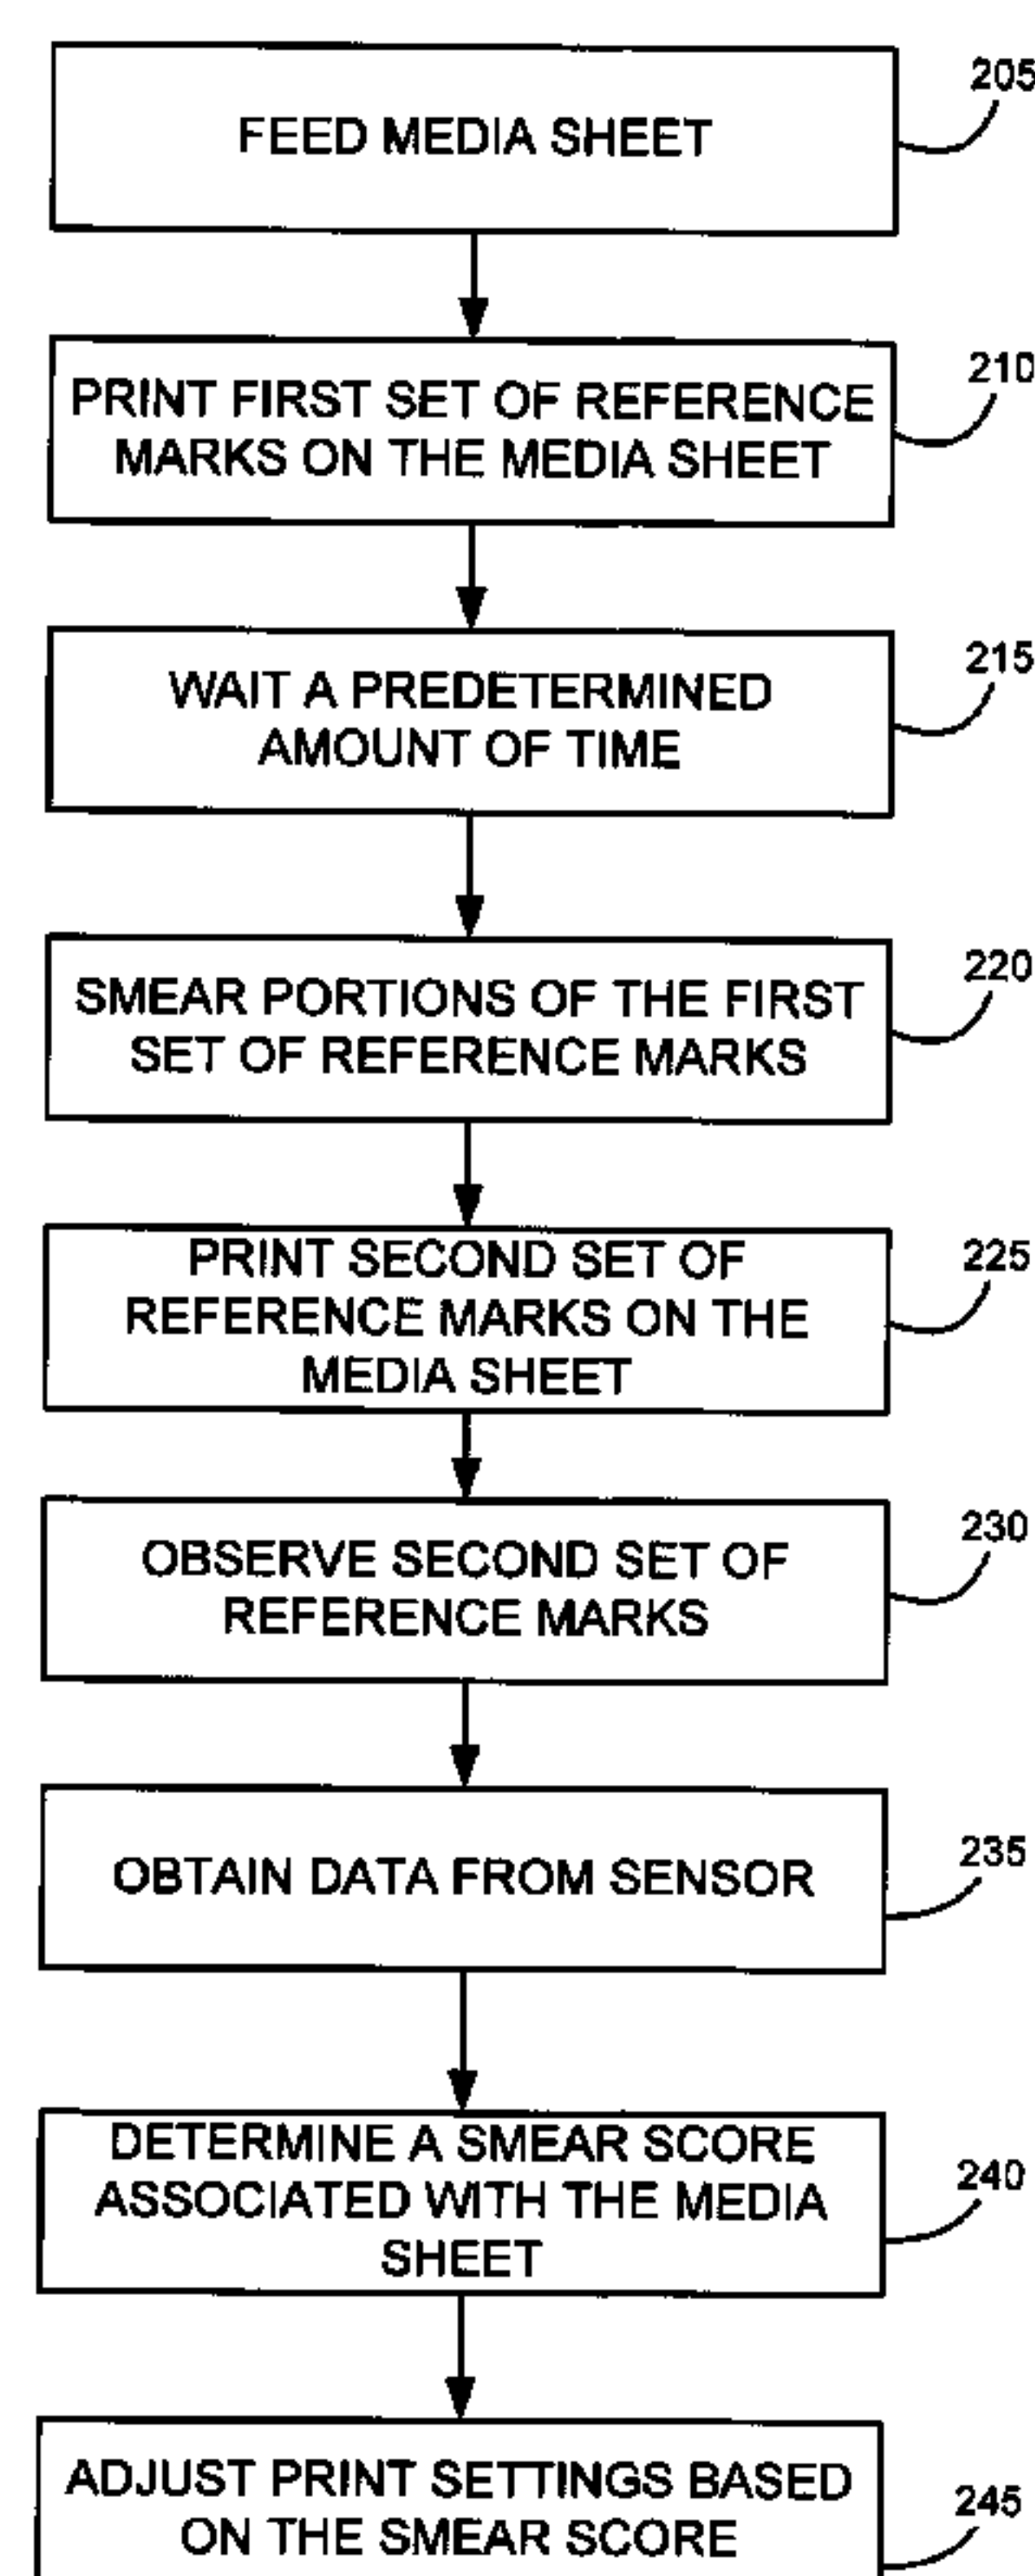 FEED MEDIA SHEET
205
PRINT FIRST SET OF REFERENCE
MARKS ON THE MEDIA SHEET
210
WAIT A PREDETERMINED
AMOUNT OF TIME
215
SMEAR PORTIONS OF THE FIRST
SET OF REFERENCE MARKS
220
PRINT SECOND SET OF
REFERENCE MARKS ON THE
MEDIA SHEET
225
OBSERVE SECOND SET OF
REFERENCE MARKS
230
OBTAIN DATA FROM SENSOR
235
DETERMINE A SMEAR SCORE
ASSOCIATED WITH THE MEDIA
SHEET
240
ADJUST PRINT SETTINGS BASED
ON THE SMEAR SCORE
245